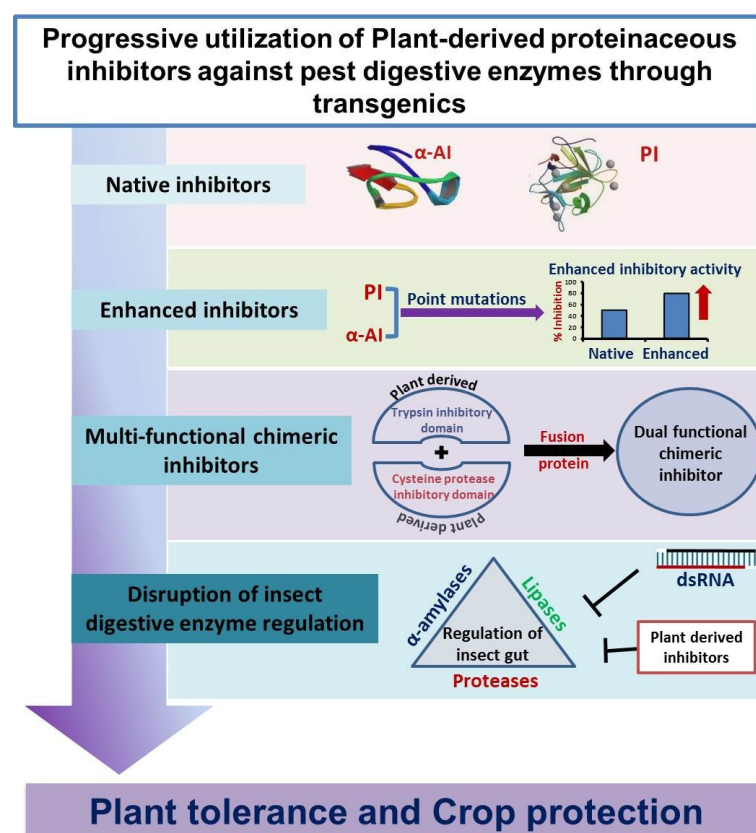 Progressive utilization of Plant-derived proteinaceous
inhibitors against pest digestive enzymes through
transgenics
Native inhibitors
α-AI
PI
Enhanced inhibitors
PI
α-AI
Point mutations
Enhanced inhibitory activity
% Inhibition
100
80
60
40
20
0
Native Enhanced
Multi-functional chimeric
inhibitors
Plant derived
Trypsin inhibitory
domain
+
Cysteine protease
inhibitory domain
Plant derived
Fusion
protein
Dual functional
chimeric
inhibitor
Disruption of insect
digestive enzyme regulation
α-amylases
Lipases
Regulation of
insect gut
Proteases
dsRNA
Plant derived
inhibitors
Plant tolerance and Crop protection